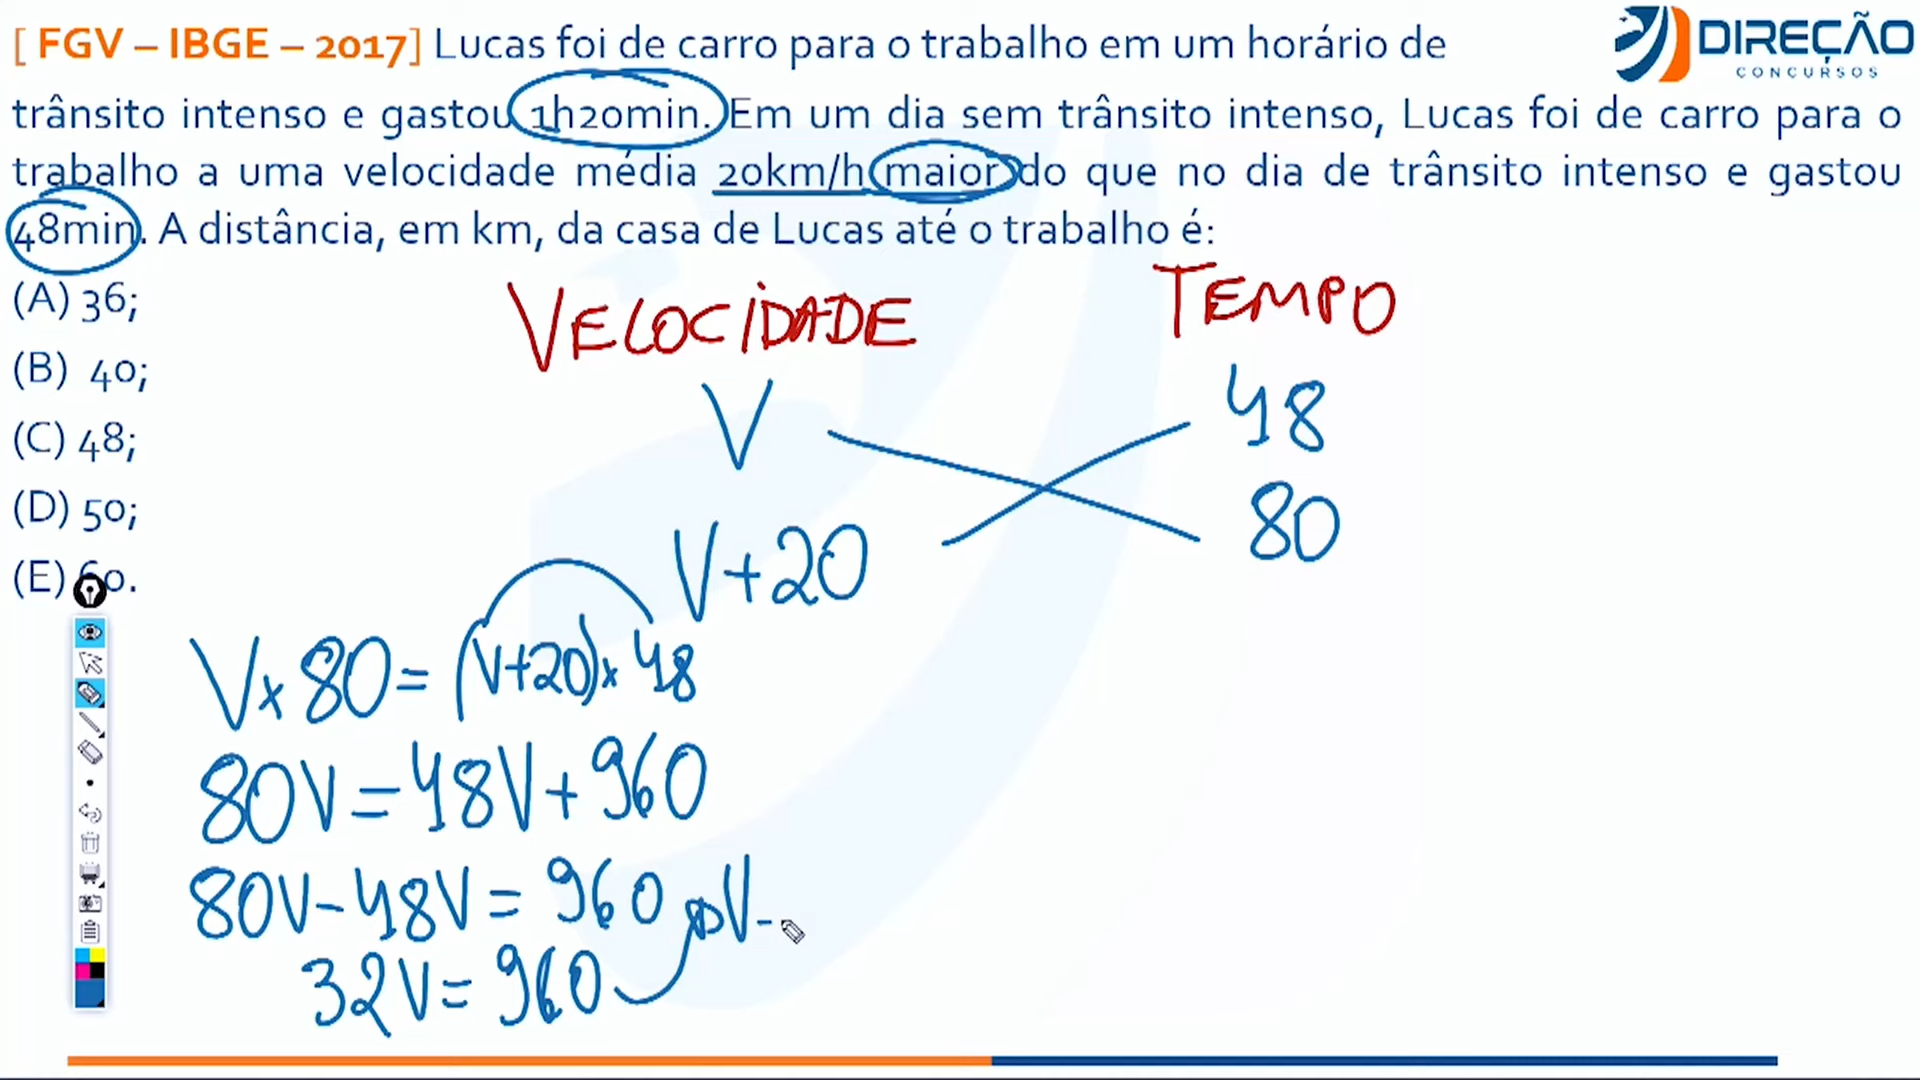 [ FGV – IBGE – 2017] Lucas foi de carro para o trabalho em um horário de
DIREÇÃO
CONCURSOS
trânsito intenso e gastou 1h20min. Em um dia sem trânsito intenso, Lucas foi de carro para o
trabalho a uma velocidade média 20km/h maior do que no dia de trânsito intenso e gastou
48min. A distância, em km, da casa de Lucas até o trabalho é:
(A) 36;
(B) 40;
(C) 48;
(D) 50;
(E) 60.
VELOCIDADE TEMPO
V 48
V+20 80
V x 80 = (V+20) x 48
80V = 48V + 960
80V - 48V = 960 V -
32V = 960